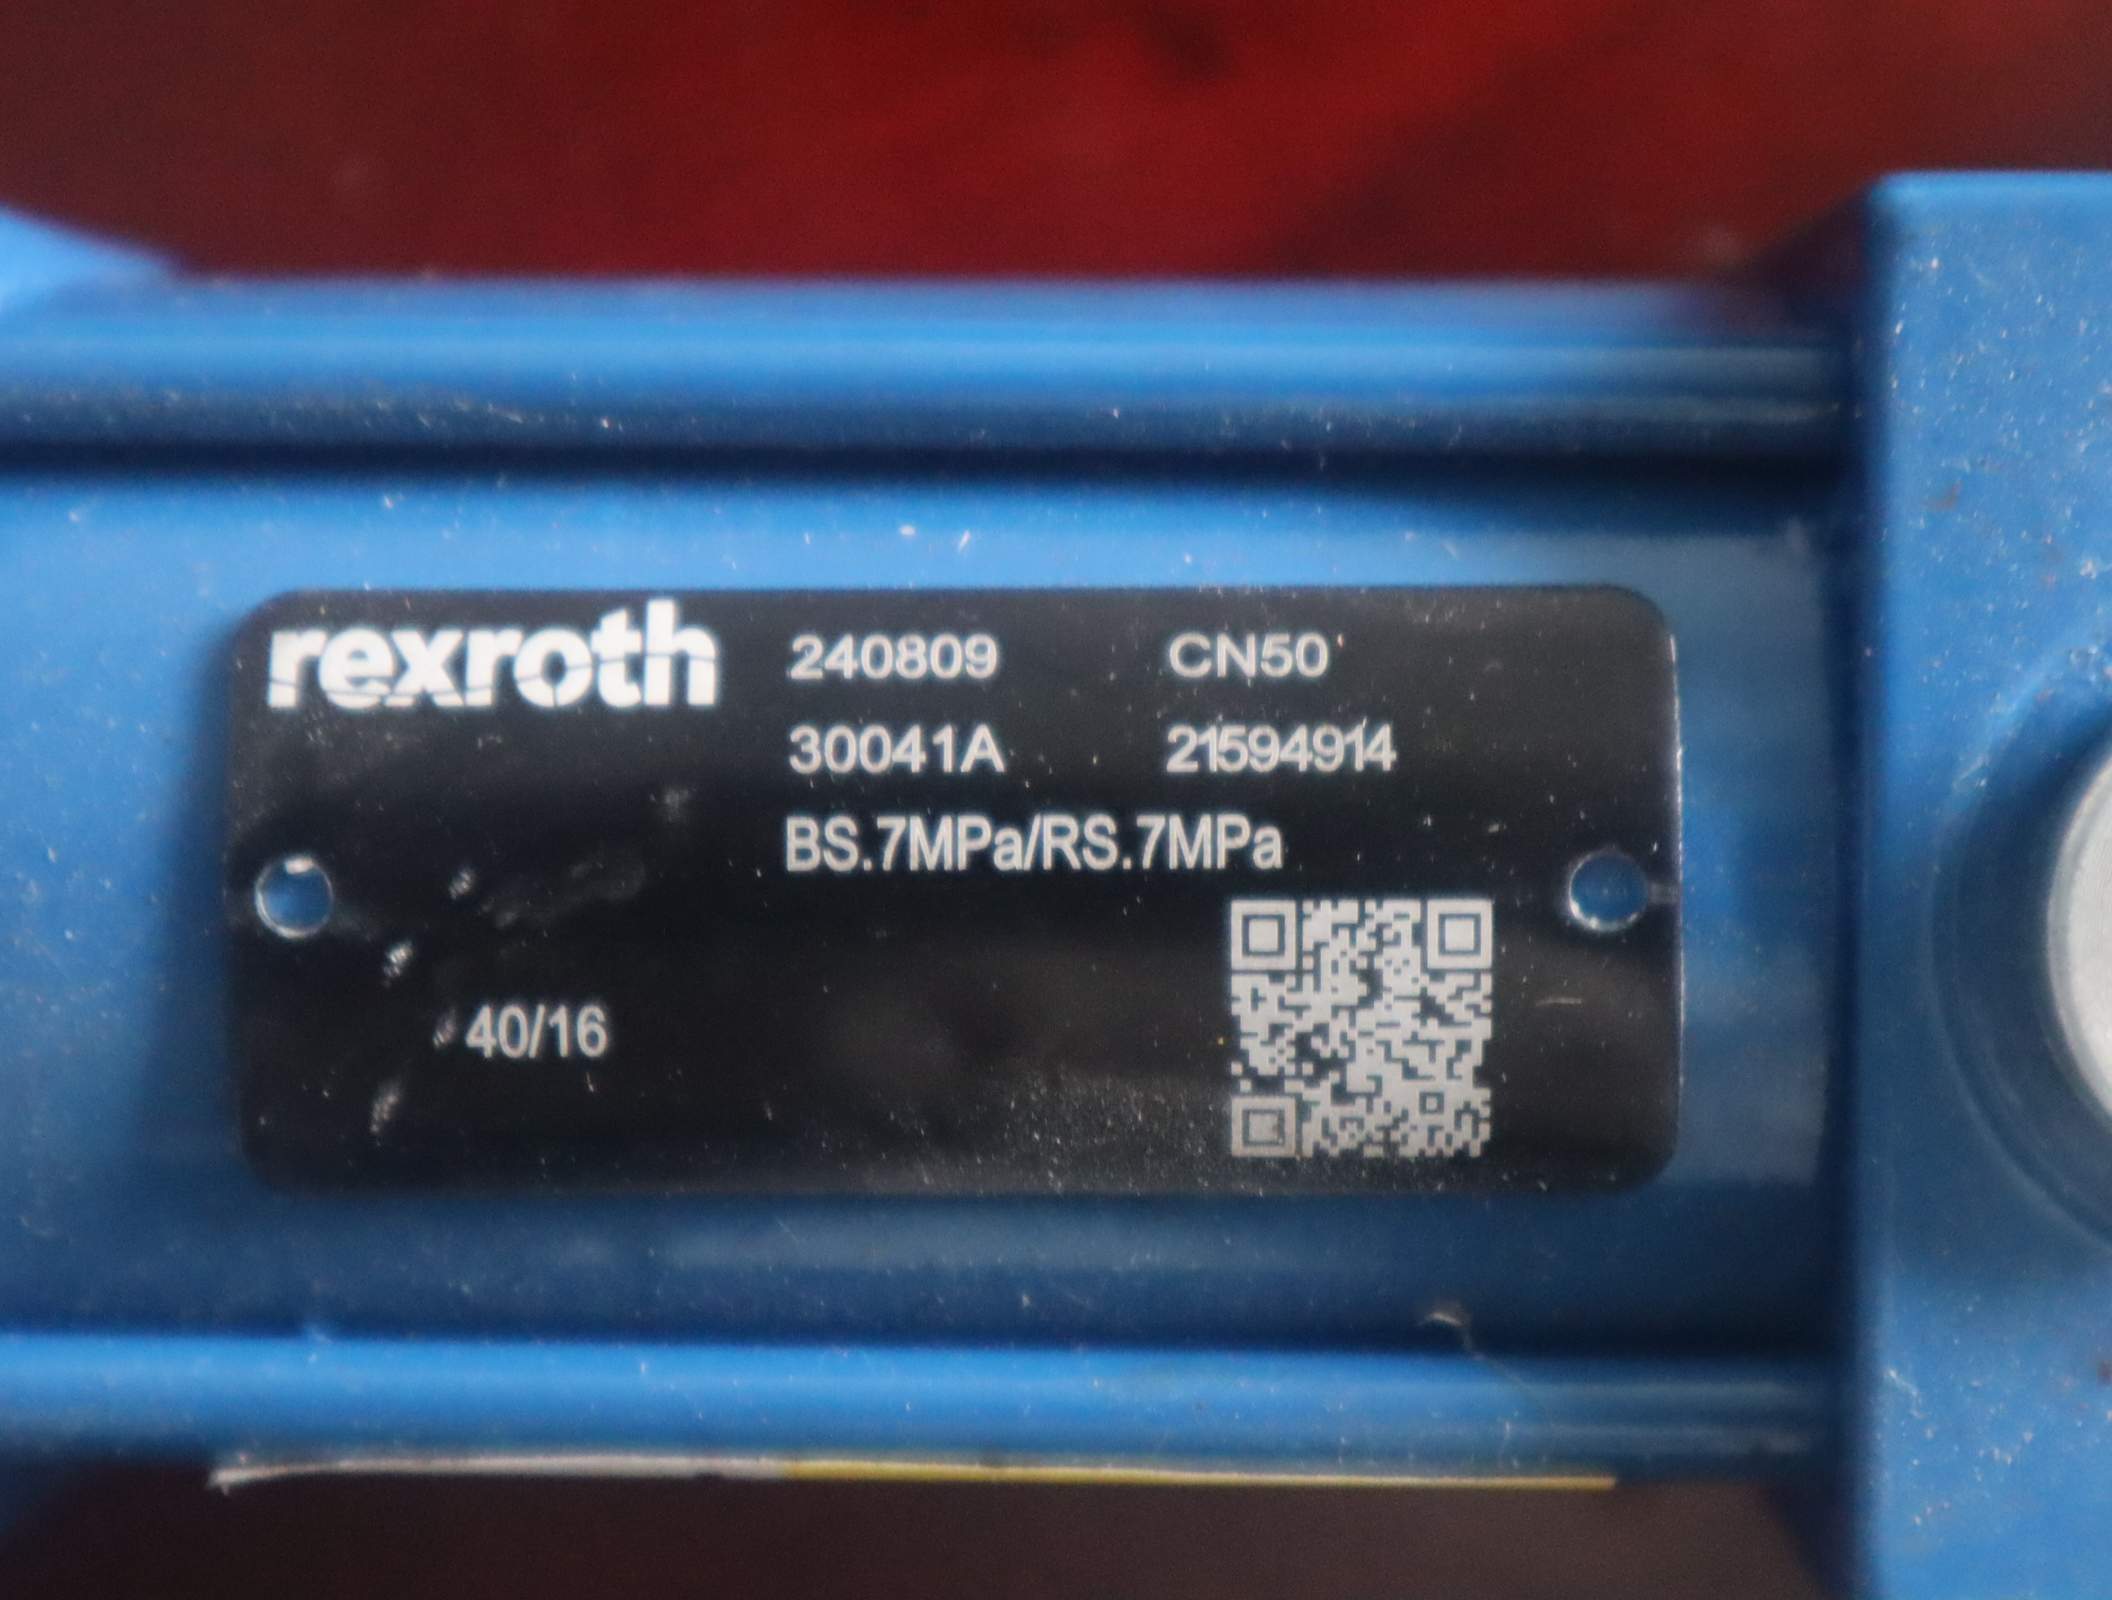 rexroth 240809 CN50
30041A 21594914
BS.7MPa/RS.7MPa
40/16